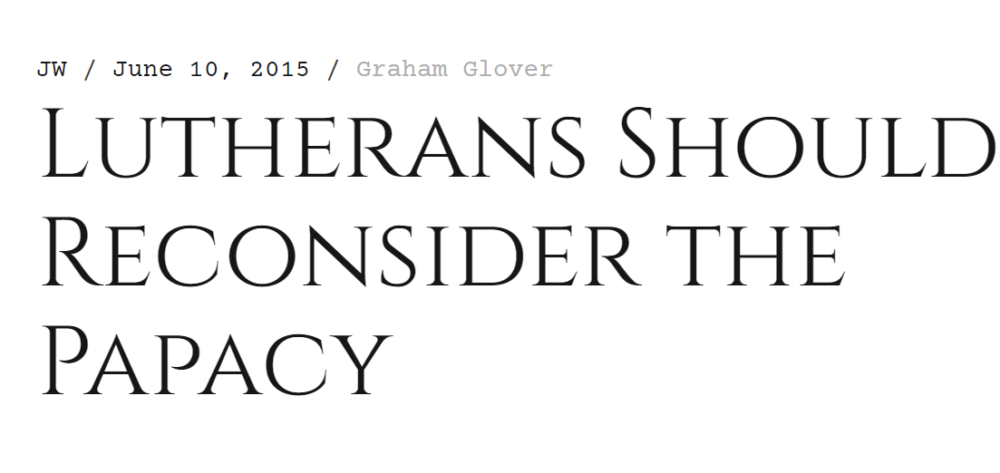 JW / June 10, 2015 / Graham Glover
Lutherans Should
Reconsider the
Papacy